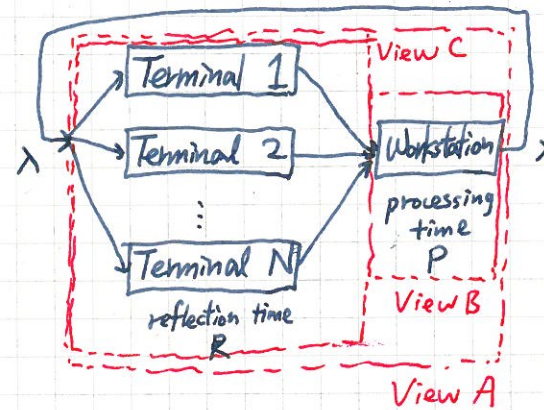 View C
Terminal 1
λ
Terminal 2
Workstation
λ
⋮
processing
time
P
Terminal N
View B
reflection time
R
View A